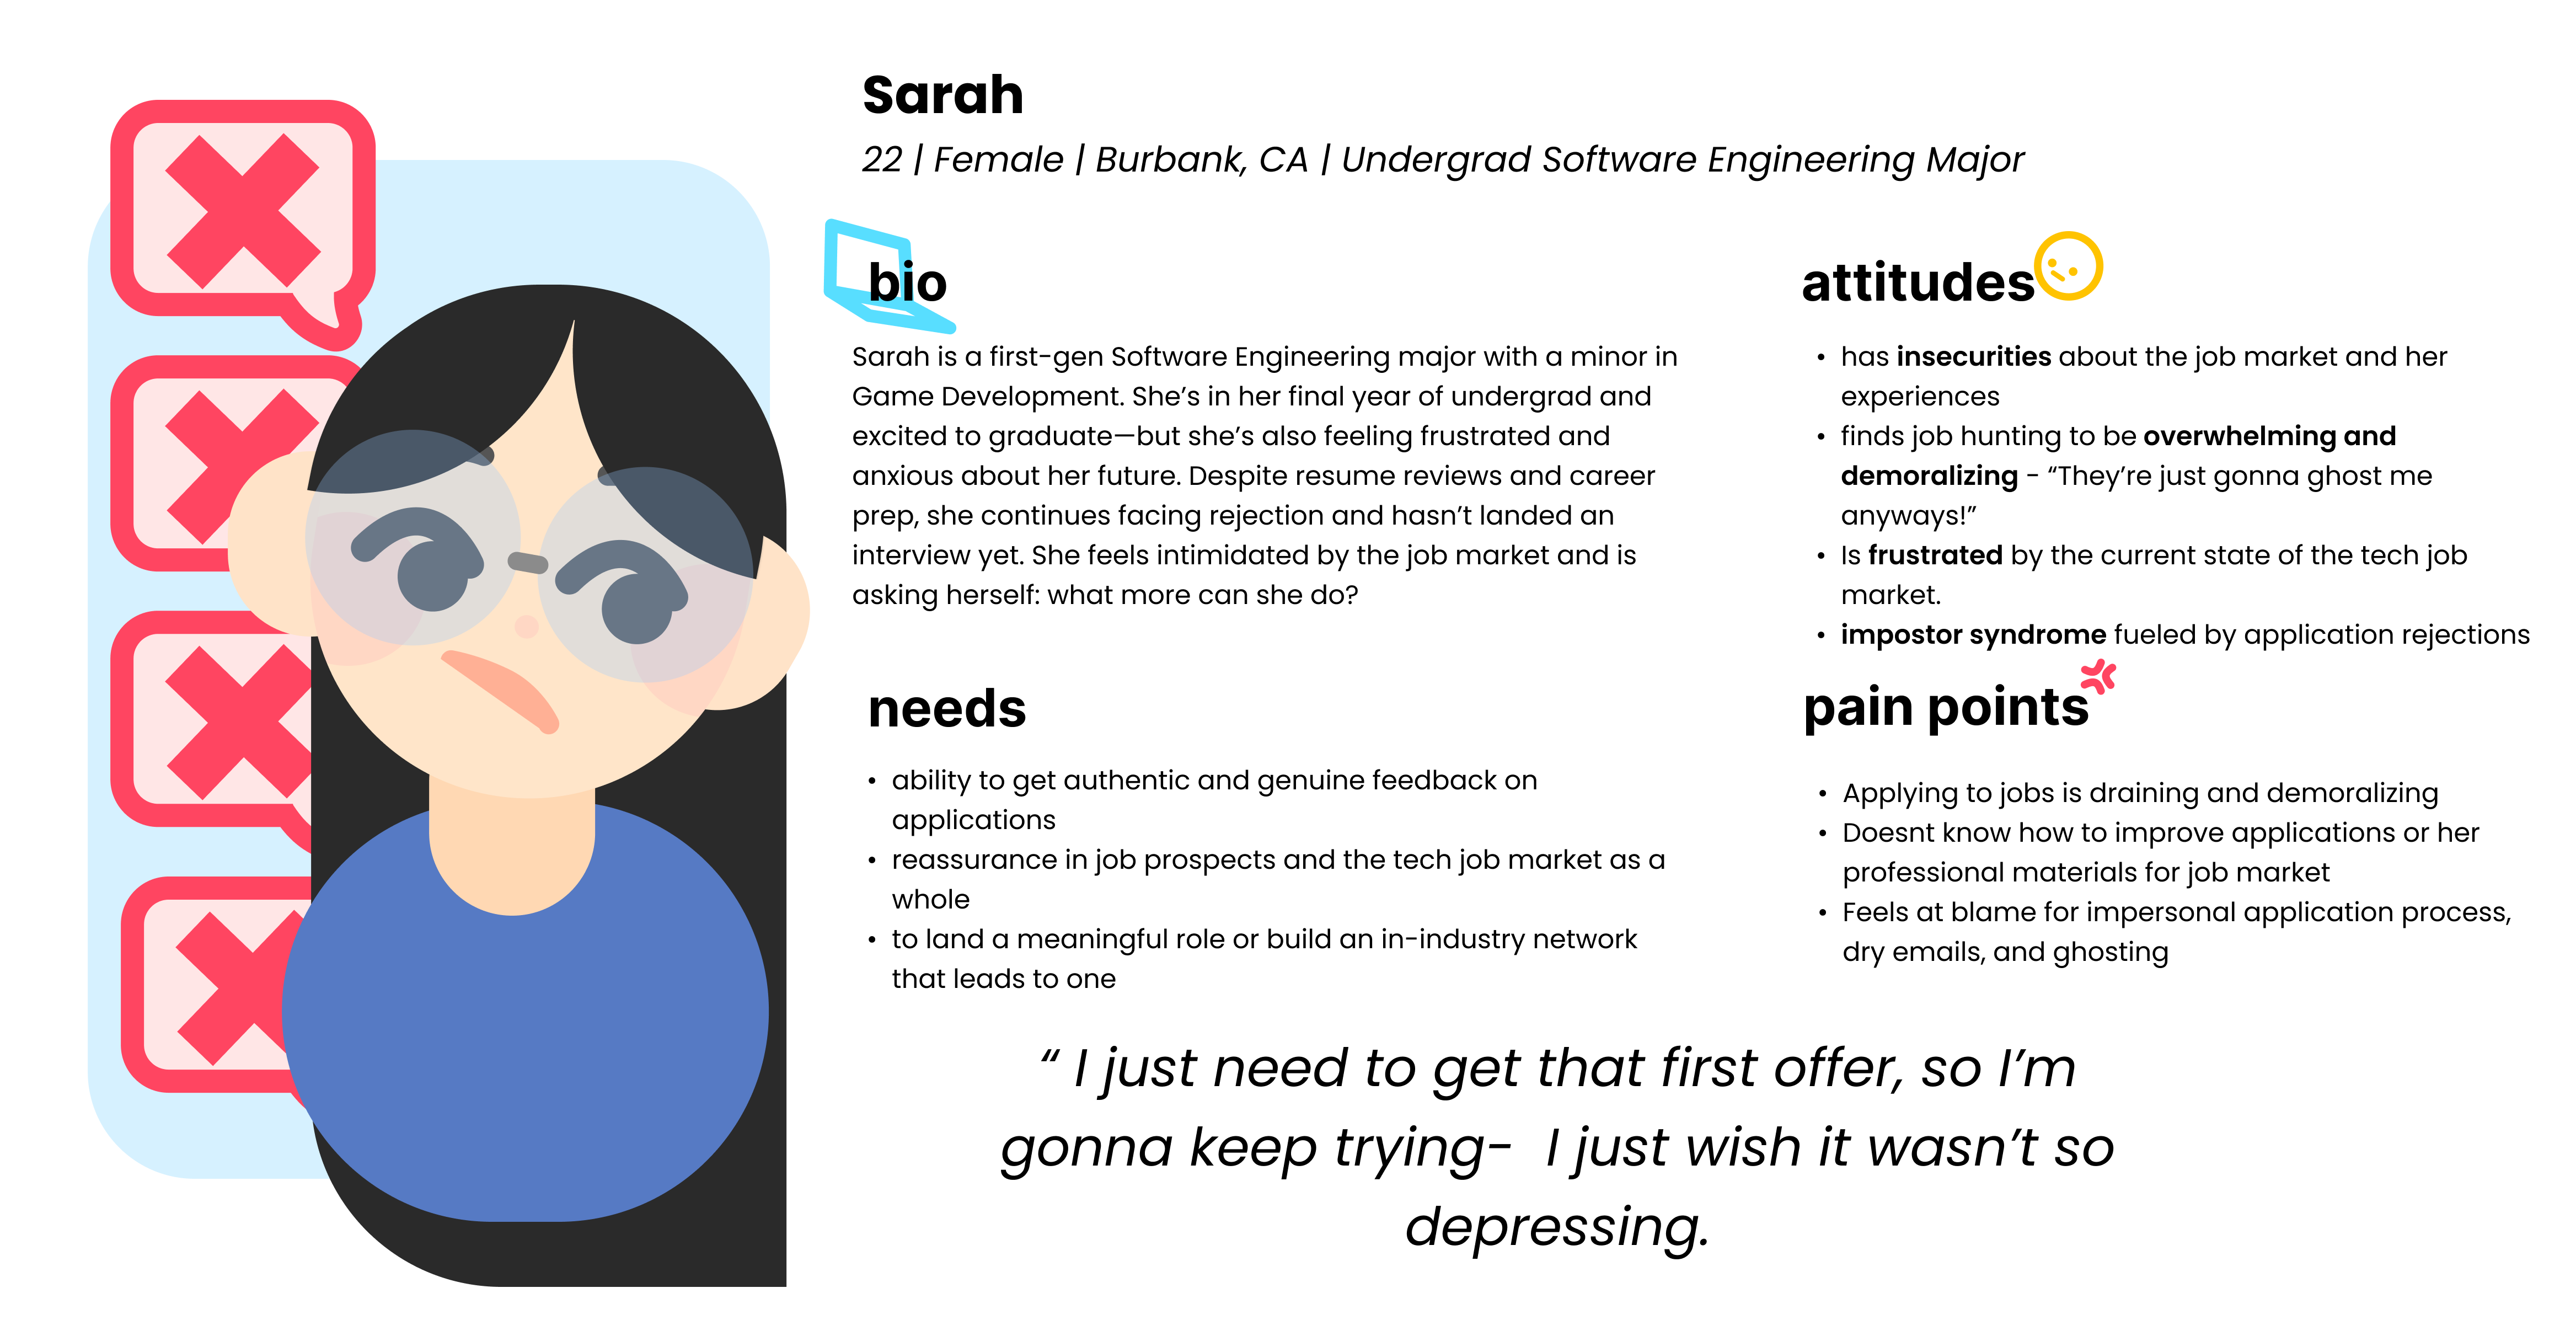 Sarah
22 | Female | Burbank, CA | Undergrad Software Engineering Major
bio
Sarah is a first-gen Software Engineering major with a minor in
Game Development. She’s in her final year of undergrad and
excited to graduate—but she’s also feeling frustrated and
anxious about her future. Despite resume reviews and career
prep, she continues facing rejection and hasn’t landed an
interview yet. She feels intimidated by the job market and is
asking herself: what more can she do?
attitudes
• has insecurities about the job market and her
experiences
• finds job hunting to be overwhelming and
demoralizing - “They’re just gonna ghost me
anyways!”
• Is frustrated by the current state of the tech job
market.
• impostor syndrome fueled by application rejections
needs
• ability to get authentic and genuine feedback on
applications
• reassurance in job prospects and the tech job market as a
whole
• to land a meaningful role or build an in-industry network
that leads to one
pain points
• Applying to jobs is draining and demoralizing
• Doesnt know how to improve applications or her
professional materials for job market
• Feels at blame for impersonal application process,
dry emails, and ghosting
“ I just need to get that first offer, so I’m
gonna keep trying-  I just wish it wasn’t so
depressing.